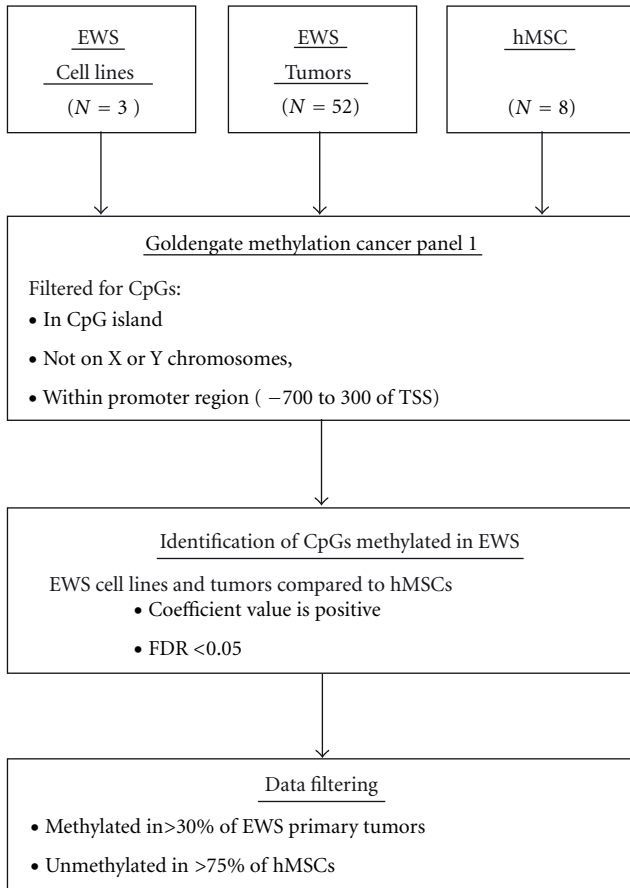 EWS
Cell lines
(N = 3 )
EWS
Tumors
(N = 52)
hMSC
(N = 8)
Goldengate methylation cancer panel 1
Filtered for CpGs:
• In CpG island
• Not on X or Y chromosomes,
• Within promoter region ( −700 to 300 of TSS)
Identification of CpGs methylated in EWS
EWS cell lines and tumors compared to hMSCs
• Coefficient value is positive
• FDR <0.05
Data filtering
• Methylated in>30% of EWS primary tumors
• Unmethylated in >75% of hMSCs